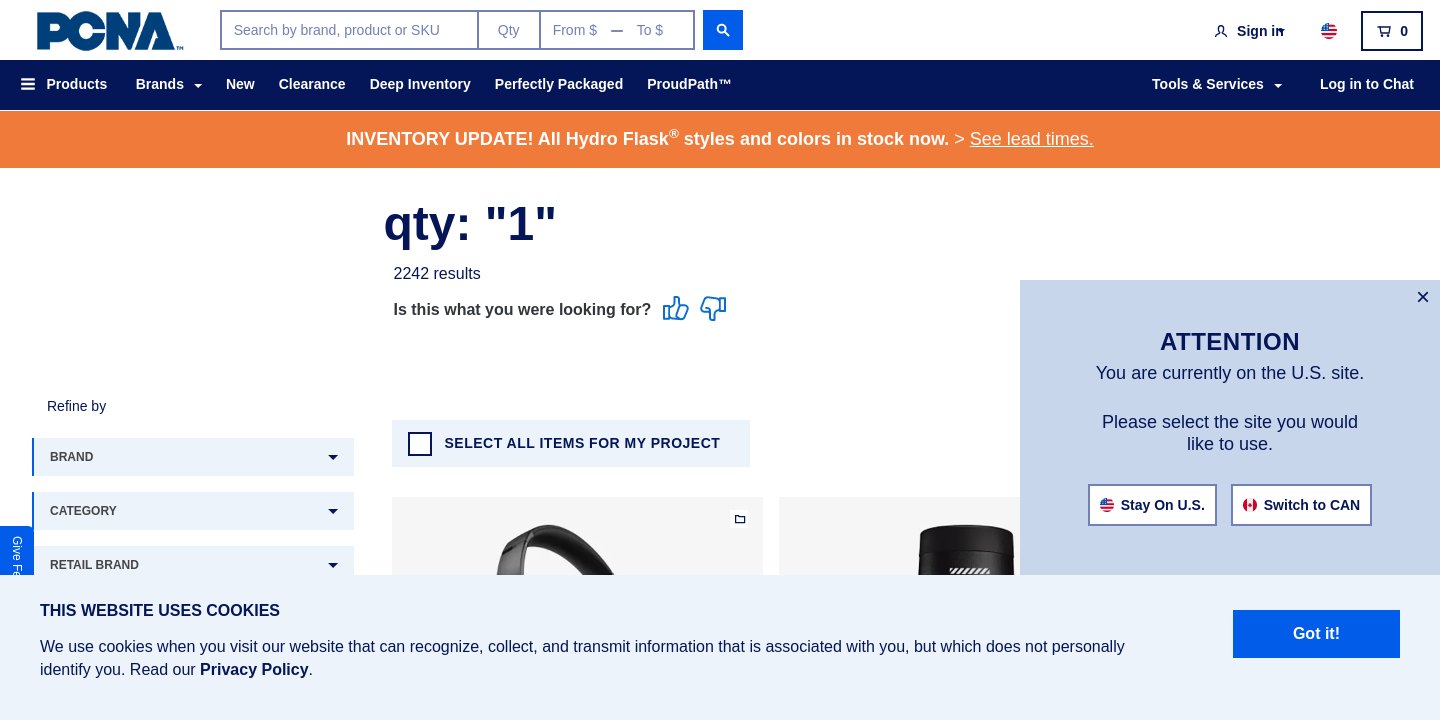 PCNA™
Search by brand, product or SKU
Qty
From $ — To $
Sign in
0
Products
Brands
New
Clearance
Deep Inventory
Perfectly Packaged
ProudPath™
Tools & Services
Log in to Chat
INVENTORY UPDATE! All Hydro Flask® styles and colors in stock now. > See lead times.
qty: "1"
2242 results
Is this what you were looking for?
×
ATTENTION
You are currently on the U.S. site.
Please select the site you would
like to use.
Stay On U.S.
Switch to CAN
Refine by
BRAND
CATEGORY
RETAIL BRAND
SELECT ALL ITEMS FOR MY PROJECT
Give
THIS WEBSITE USES COOKIES
We use cookies when you visit our website that can recognize, collect, and transmit information that is associated with you, but which does not personally
identify you. Read our Privacy Policy.
Got it!